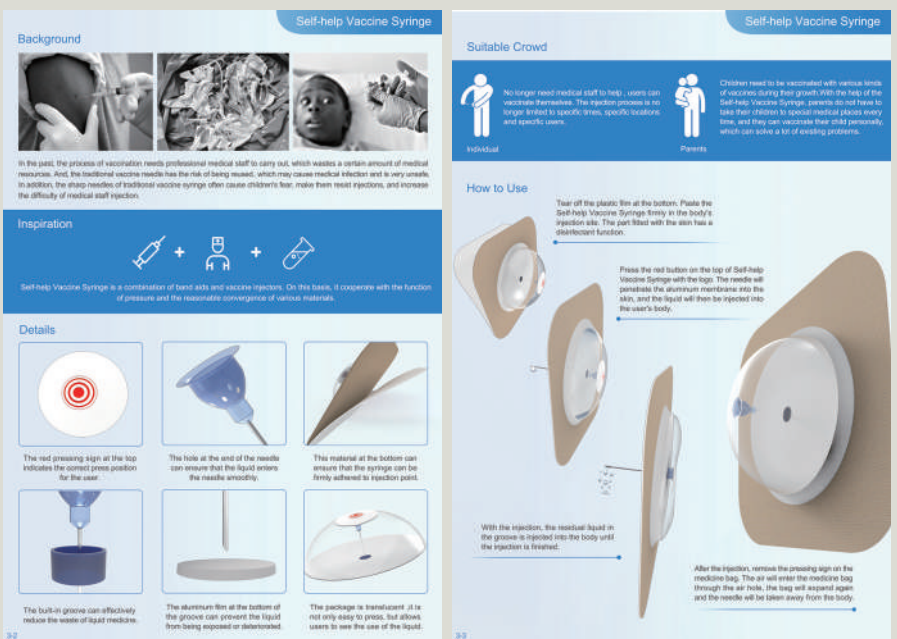 Self-help Vaccine Syringe
Background
In the past, the process of vaccination needs professional medical staff to carry out, which wastes a certain amount of medical
resources. And, the traditional vaccine needle has the risk of being reused, which may cause medical infection and is very unsafe.
In addition, the sharp needles of traditional vaccine syringe often cause children's fear, make them resist injections, and increase
the difficulty of medical staff injection.
Inspiration
+
+
Self-help Vaccine Syringe is a combination of band aids and vaccine injectors. On this basis, it cooperate with the function
of pressure and the reasonable convergence of various materials.
Details
The red pressing sign at the top
indicates the correct press position
for the user.
The hole at the end of the needle
can ensure that the liquid enters
the needle smoothly.
This material at the bottom can
ensure that the syringe can be
firmly adhered to injection point.
The built-in groove can effectively
reduce the waste of liquid medicine.
The aluminum film at the bottom of
the groove can prevent the liquid
from being exposed or deteriorated.
The package is translucent ,it is
not only easy to press, but allows
users to see the use of the liquid.
3-2
Self-help Vaccine Syringe
Suitable Crowd
No longer need medical staff to help , users can
vaccinate themselves. The injection process is no
longer limited to specific times, specific locations
and specific users.
Individual
Children need to be vaccinated with various kinds
of vaccines during their growth.With the help of the
Self-help Vaccine Syringe, parents do not have to
take their children to special medical places every
time, and they can vaccinate their child personally,
which can solve a lot of existing problems.
Parents
How to Use
Tear off the plastic film at the bottom. Paste the
Self-help Vaccine Syringe firmly in the body's
injection site. The part fitted with the skin has a
disinfectant function.
Press the red button on the top of Self-help
Vaccine Syringe with the logo. The needle will
penetrate the aluminum membrane into the
skin, and the liquid will then be injected into
the user's body.
With the injection, the residual liquid in
the groove is injected into the body until
the injection is finished.
After the injection, remove the pressing sign on the
medicine bag. The air will enter the medicine bag
through the air hole, the bag will expand again
and the needle will be taken away from the body.
3-3